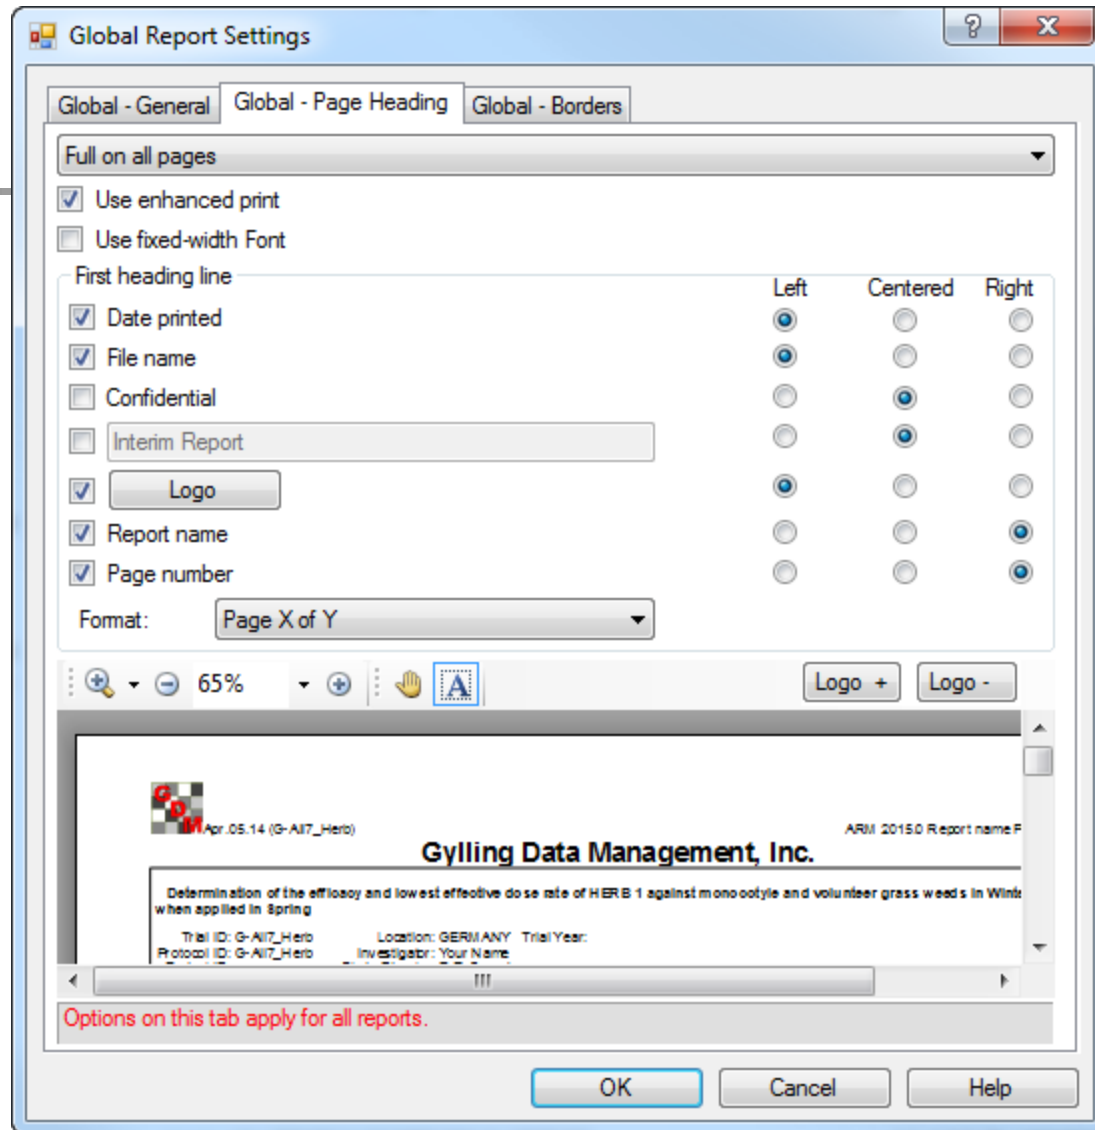 Global Report Settings
Global - General Global - Page Heading Global - Borders
Full on all pages
Use enhanced print
Use fixed-width Font
First heading line
Left Centered Right
Date printed
File name
Confidential
Interim Report
Logo
Report name
Page number
Format: Page X of Y
65% A Logo + Logo -
GDM
Apr.05.14 (G-All7_Herb) ARM 2015.0 Report name P
Gylling Data Management, Inc.
Determination of the efficacy and lowest effective dose rate of HERB 1 against monocotyle and volunteer grass weeds in Winte
when applied in Spring
Trial ID: G-All7_Herb Location: GERMANY Trial Year:
Protocol ID: G-All7_Herb Investigator: Your Name
Options on this tab apply for all reports.
OK Cancel Help